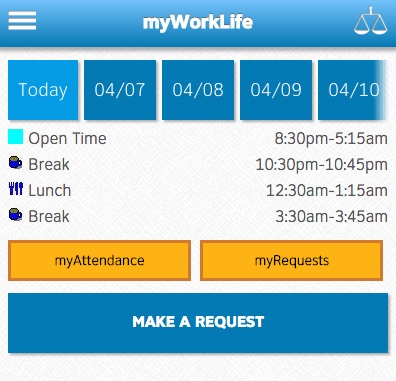 myWorkLife
Today 04/07 04/08 04/09 04/10
Open Time 8:30pm-5:15am
Break 10:30pm-10:45pm
Lunch 12:30am-1:15am
Break 3:30am-3:45am
myAttendance myRequests
MAKE A REQUEST